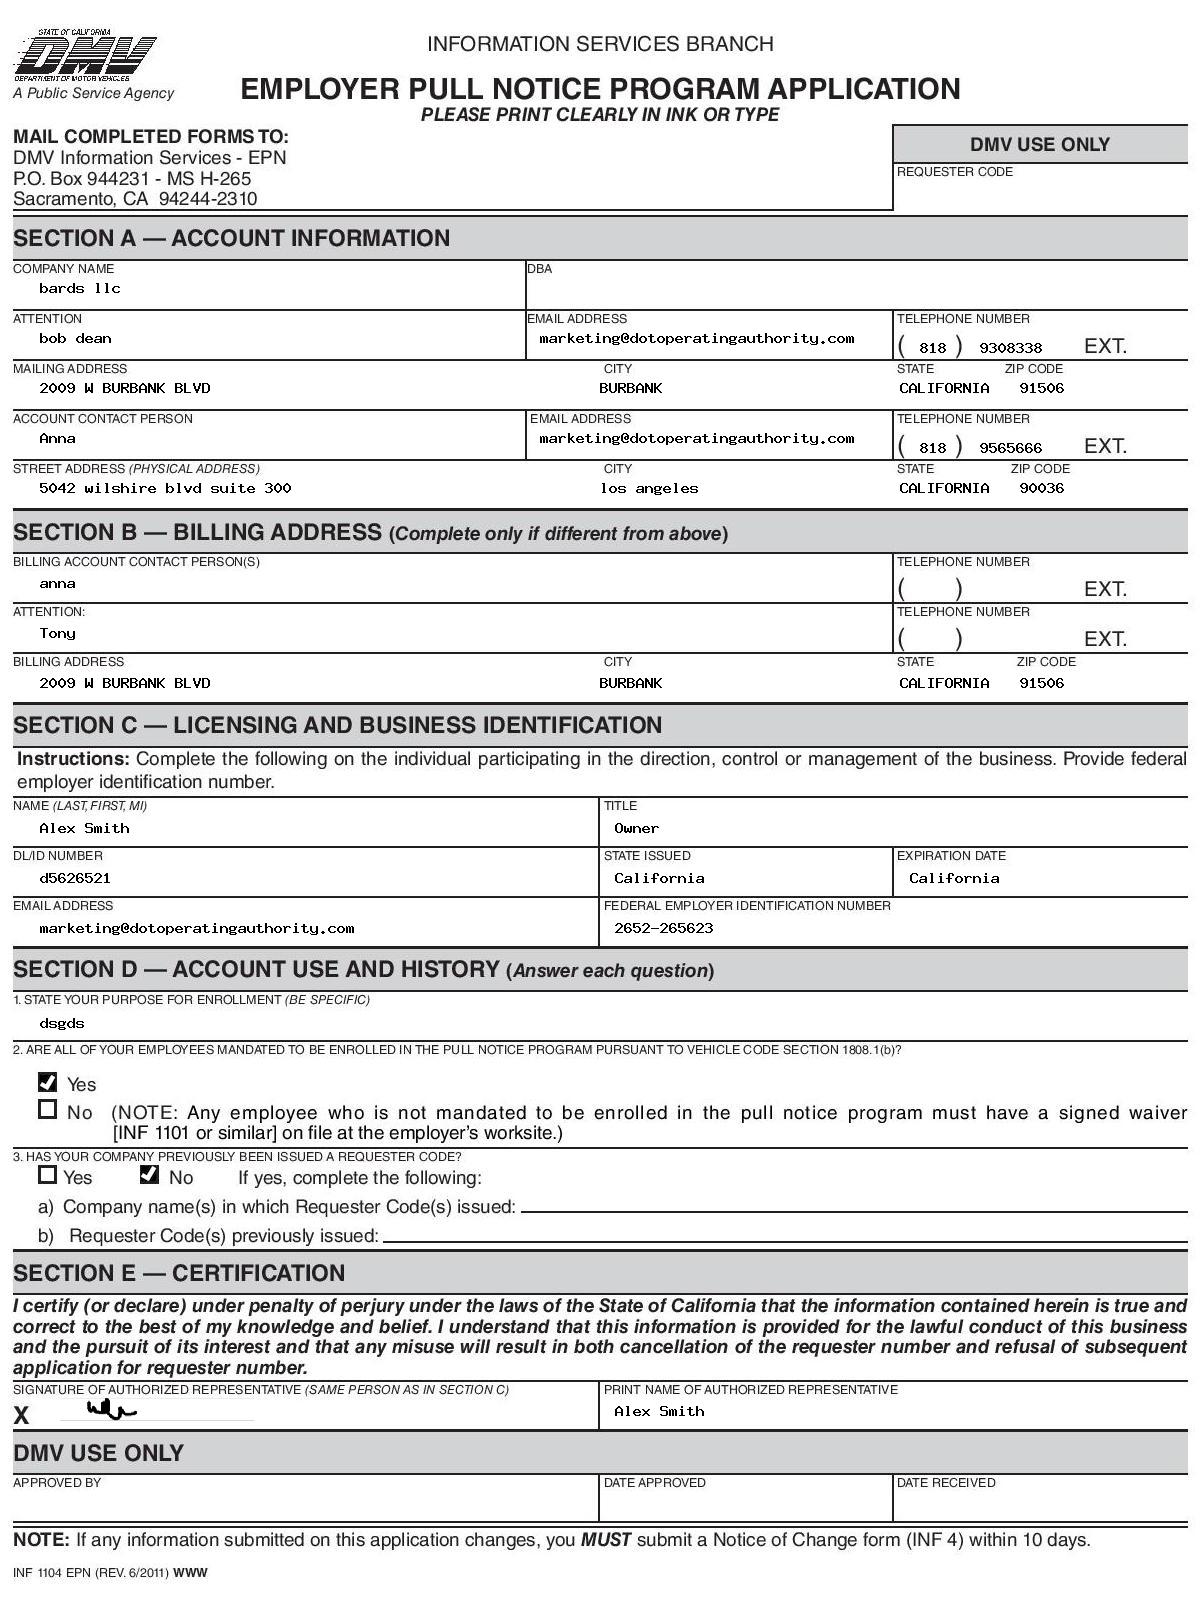 STATE OF CALIFORNIA
DMV
DEPARTMENT OF MOTOR VEHICLES
A Public Service Agency
INFORMATION SERVICES BRANCH
EMPLOYER PULL NOTICE PROGRAM APPLICATION
PLEASE PRINT CLEARLY IN INK OR TYPE
MAIL COMPLETED FORMS TO:
DMV Information Services - EPN
P.O. Box 944231 - MS H-265
Sacramento, CA 94244-2310
DMV USE ONLY
REQUESTER CODE
SECTION A — ACCOUNT INFORMATION
COMPANY NAME DBA
bards llc
ATTENTION EMAIL ADDRESS TELEPHONE NUMBER
bob dean marketing@dotoperatingauthority.com ( 818 ) 9308338 EXT.
MAILING ADDRESS CITY STATE ZIP CODE
2009 W BURBANK BLVD BURBANK CALIFORNIA 91506
ACCOUNT CONTACT PERSON EMAIL ADDRESS TELEPHONE NUMBER
Anna marketing@dotoperatingauthority.com ( 818 ) 9565666 EXT.
STREET ADDRESS (PHYSICAL ADDRESS) CITY STATE ZIP CODE
5042 wilshire blvd suite 300 los angeles CALIFORNIA 90036
SECTION B — BILLING ADDRESS (Complete only if different from above)
BILLING ACCOUNT CONTACT PERSON(S) TELEPHONE NUMBER
anna ( ) EXT.
ATTENTION: TELEPHONE NUMBER
Tony ( ) EXT.
BILLING ADDRESS CITY STATE ZIP CODE
2009 W BURBANK BLVD BURBANK CALIFORNIA 91506
SECTION C — LICENSING AND BUSINESS IDENTIFICATION
Instructions: Complete the following on the individual participating in the direction, control or management of the business. Provide federal
employer identification number.
NAME (LAST, FIRST, MI) TITLE
Alex Smith Owner
DL/ID NUMBER STATE ISSUED EXPIRATION DATE
d5626521 California California
EMAIL ADDRESS FEDERAL EMPLOYER IDENTIFICATION NUMBER
marketing@dotoperatingauthority.com 2652-265623
SECTION D — ACCOUNT USE AND HISTORY (Answer each question)
1. STATE YOUR PURPOSE FOR ENROLLMENT (BE SPECIFIC)
dsgds
2. ARE ALL OF YOUR EMPLOYEES MANDATED TO BE ENROLLED IN THE PULL NOTICE PROGRAM PURSUANT TO VEHICLE CODE SECTION 1808.1(b)?
Yes
No (NOTE: Any employee who is not mandated to be enrolled in the pull notice program must have a signed waiver
[INF 1101 or similar] on file at the employer's worksite.)
3. HAS YOUR COMPANY PREVIOUSLY BEEN ISSUED A REQUESTER CODE?
Yes No If yes, complete the following:
a) Company name(s) in which Requester Code(s) issued:
b) Requester Code(s) previously issued:
SECTION E — CERTIFICATION
I certify (or declare) under penalty of perjury under the laws of the State of California that the information contained herein is true and
correct to the best of my knowledge and belief. I understand that this information is provided for the lawful conduct of this business
and the pursuit of its interest and that any misuse will result in both cancellation of the requester number and refusal of subsequent
application for requester number.
SIGNATURE OF AUTHORIZED REPRESENTATIVE (SAME PERSON AS IN SECTION C) PRINT NAME OF AUTHORIZED REPRESENTATIVE
X Alex Smith
DMV USE ONLY
APPROVED BY DATE APPROVED DATE RECEIVED
NOTE: If any information submitted on this application changes, you MUST submit a Notice of Change form (INF 4) within 10 days.
INF 1104 EPN (REV. 6/2011) WWW